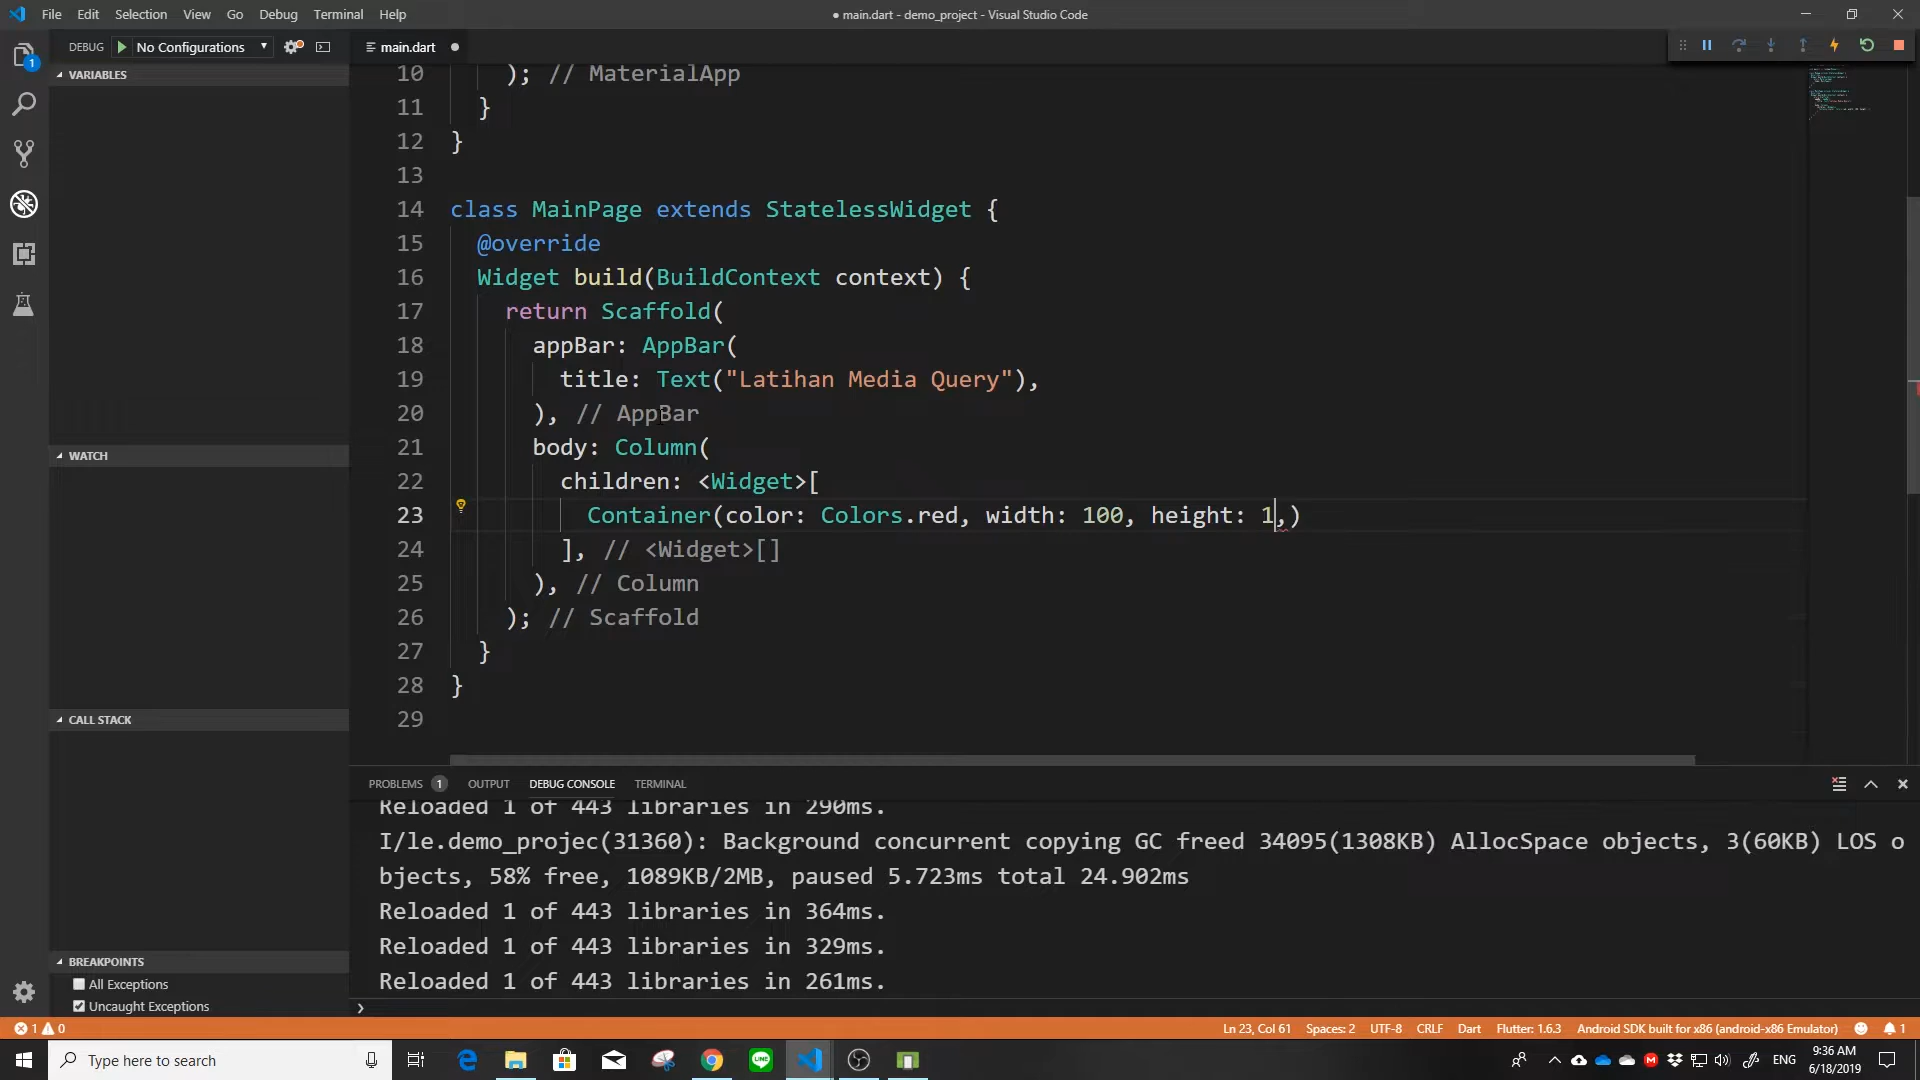 File Edit Selection View Go Debug Terminal Help
● main.dart - demo_project - Visual Studio Code
DEBUG No Configurations
main.dart
VARIABLES
WATCH
CALL STACK
BREAKPOINTS
All Exceptions
Uncaught Exceptions
1
10 ); // MaterialApp
11 }
12 }
13
14 class MainPage extends StatelessWidget {
15 @override
16 Widget build(BuildContext context) {
17 return Scaffold(
18 appBar: AppBar(
19 title: Text("Latihan Media Query"),
20 ), // AppBar
21 body: Column(
22 children: <Widget>[
23 Container(color: Colors.red, width: 100, height: 1,)
24 ], // <Widget>[]
25 ), // Column
26 ); // Scaffold
27 }
28 }
29
PROBLEMS 1 OUTPUT DEBUG CONSOLE TERMINAL
Reloaded 1 of 443 libraries in 290ms.
I/le.demo_projec(31360): Background concurrent copying GC freed 34095(1308KB) AllocSpace objects, 3(60KB) LOS o
bjects, 58% free, 1089KB/2MB, paused 5.723ms total 24.902ms
Reloaded 1 of 443 libraries in 364ms.
Reloaded 1 of 443 libraries in 329ms.
Reloaded 1 of 443 libraries in 261ms.
1 0 Ln 23, Col 61 Spaces: 2 UTF-8 CRLF Dart Flutter: 1.6.3 Android SDK built for x86 (android-x86 Emulator) 1
Type here to search
LINE
ENG
9:36 AM
6/18/2019